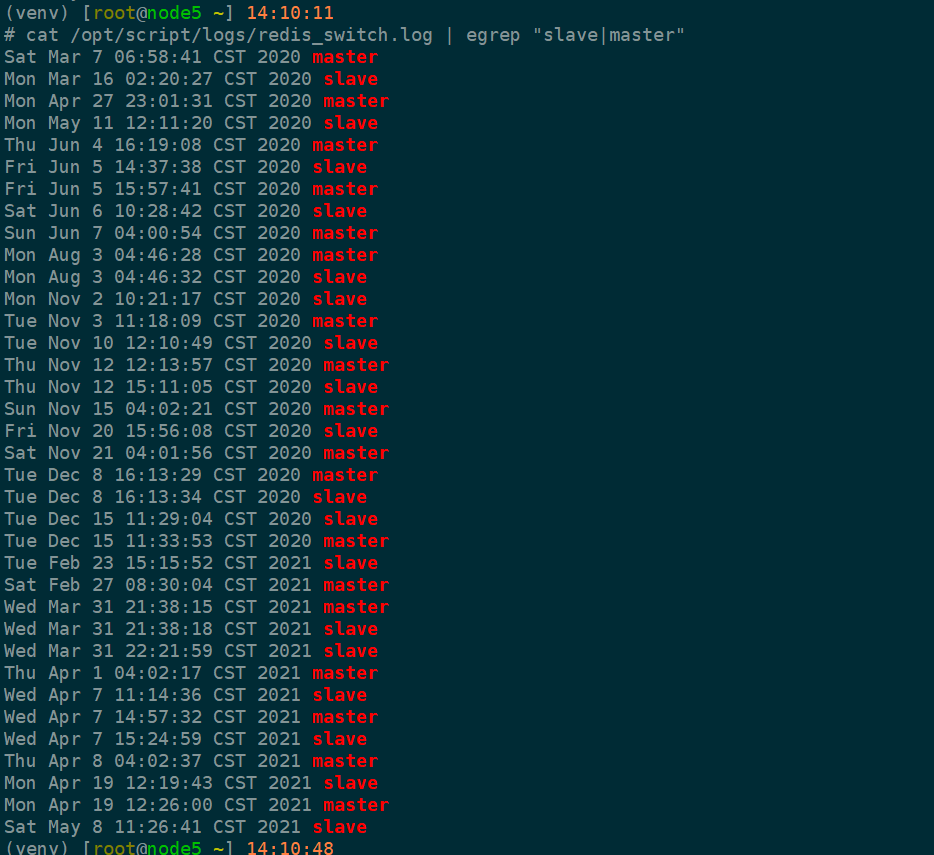 (venv) [root@node5 ~] 14:10:11
# cat /opt/script/logs/redis_switch.log | egrep "slave|master"
Sat Mar 7 06:58:41 CST 2020 master
Mon Mar 16 02:20:27 CST 2020 slave
Mon Apr 27 23:01:31 CST 2020 master
Mon May 11 12:11:20 CST 2020 slave
Thu Jun 4 16:19:08 CST 2020 master
Fri Jun 5 14:37:38 CST 2020 slave
Fri Jun 5 15:57:41 CST 2020 master
Sat Jun 6 10:28:42 CST 2020 slave
Sun Jun 7 04:00:54 CST 2020 master
Mon Aug 3 04:46:28 CST 2020 master
Mon Aug 3 04:46:32 CST 2020 slave
Mon Nov 2 10:21:17 CST 2020 slave
Tue Nov 3 11:18:09 CST 2020 master
Tue Nov 10 12:10:49 CST 2020 slave
Thu Nov 12 12:13:57 CST 2020 master
Thu Nov 12 15:11:05 CST 2020 slave
Sun Nov 15 04:02:21 CST 2020 master
Fri Nov 20 15:56:08 CST 2020 slave
Sat Nov 21 04:01:56 CST 2020 master
Tue Dec 8 16:13:29 CST 2020 master
Tue Dec 8 16:13:34 CST 2020 slave
Tue Dec 15 11:29:04 CST 2020 slave
Tue Dec 15 11:33:53 CST 2020 master
Tue Feb 23 15:15:52 CST 2021 slave
Sat Feb 27 08:30:04 CST 2021 master
Wed Mar 31 21:38:15 CST 2021 master
Wed Mar 31 21:38:18 CST 2021 slave
Wed Mar 31 22:21:59 CST 2021 slave
Thu Apr 1 04:02:17 CST 2021 master
Wed Apr 7 11:14:36 CST 2021 slave
Wed Apr 7 14:57:32 CST 2021 master
Wed Apr 7 15:24:59 CST 2021 slave
Thu Apr 8 04:02:37 CST 2021 master
Mon Apr 19 12:19:43 CST 2021 slave
Mon Apr 19 12:26:00 CST 2021 master
Sat May 8 11:26:41 CST 2021 slave
(venv) [root@node5 ~] 14:10:48